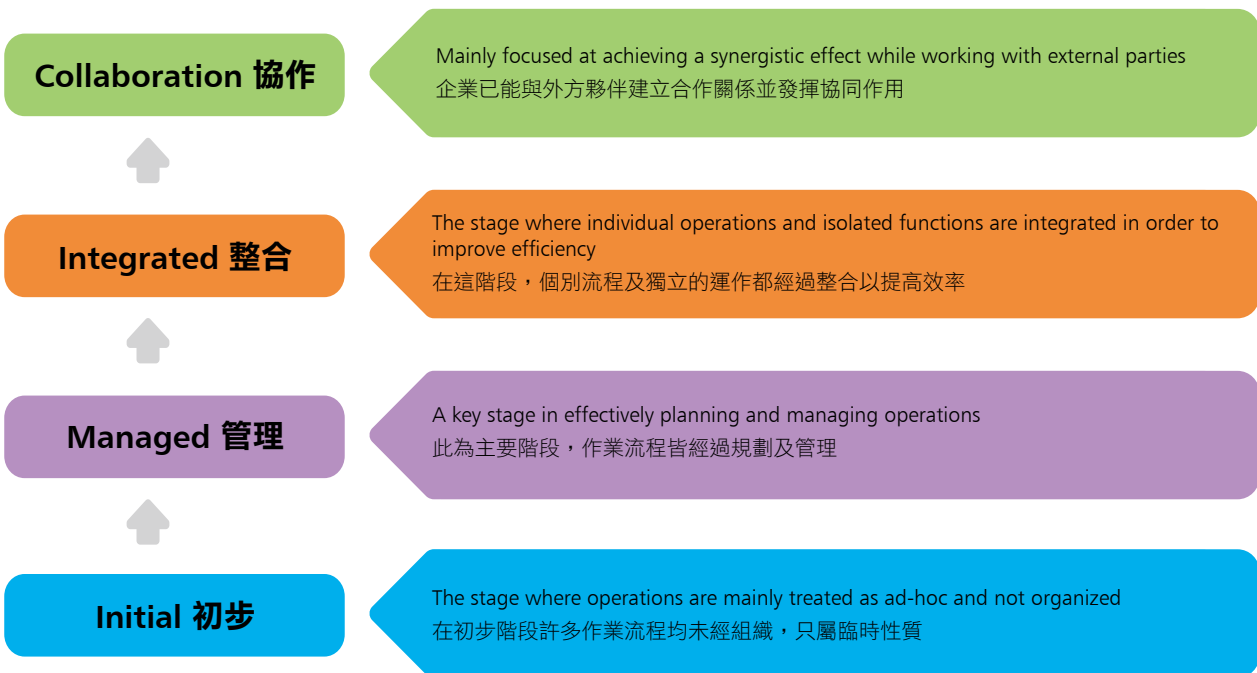 Collaboration 協作
Mainly focused at achieving a synergistic effect while working with external parties
企業已能與外方夥伴建立合作關係並發揮協同作用
Integrated 整合
The stage where individual operations and isolated functions are integrated in order to
improve efficiency
在這階段，個別流程及獨立的運作都經過整合以提高效率
Managed 管理
A key stage in effectively planning and managing operations
此為主要階段，作業流程皆經過規劃及管理
Initial 初步
The stage where operations are mainly treated as ad-hoc and not organized
在初步階段許多作業流程均未經組織，只屬臨時性質